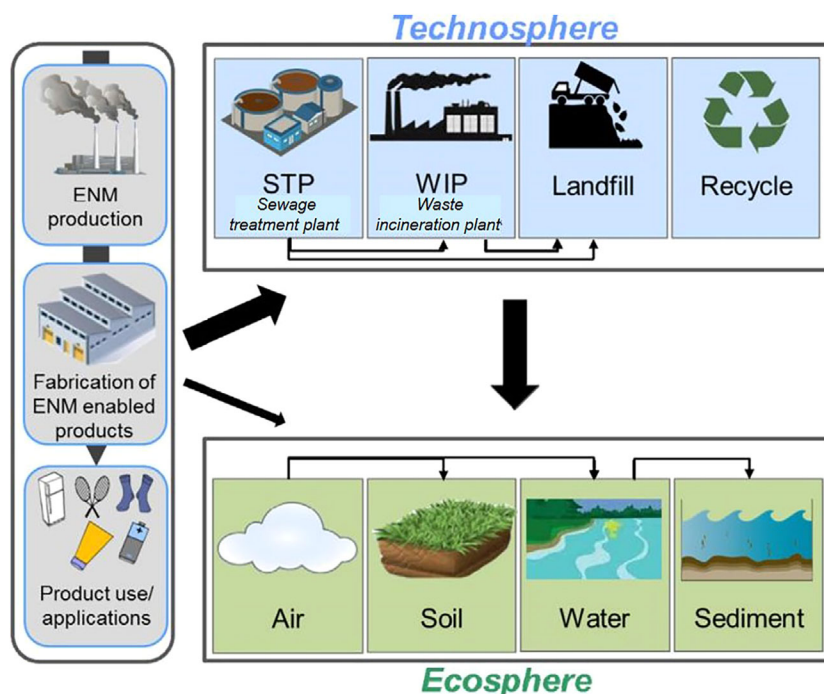 Technosphere
ENM
production
Fabrication of
ENM enabled
products
Product use/
applications
STP
Sewage
treatment plant
WIP
Waste
incineration plant
Landfill
Recycle
Air
Soil
Water
Sediment
Ecosphere